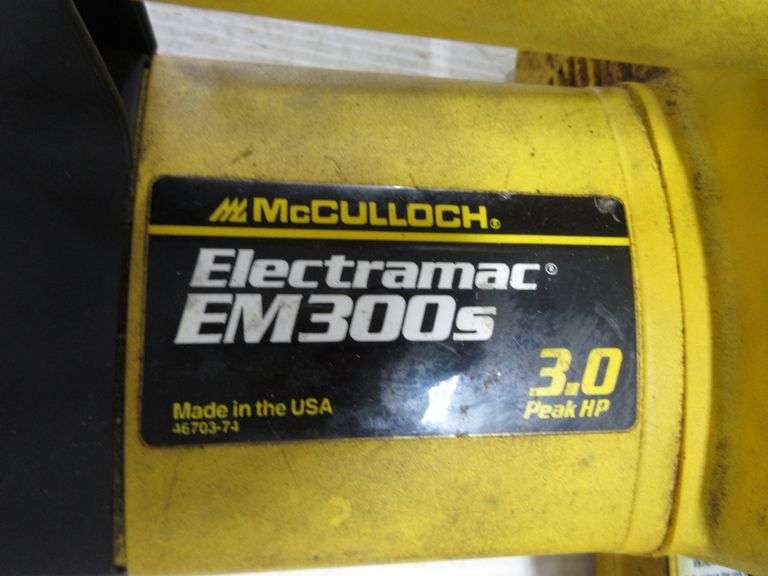 McCULLOCH®
Electramac®
EM300s
3.0
Peak HP
Made in the USA
46703-74